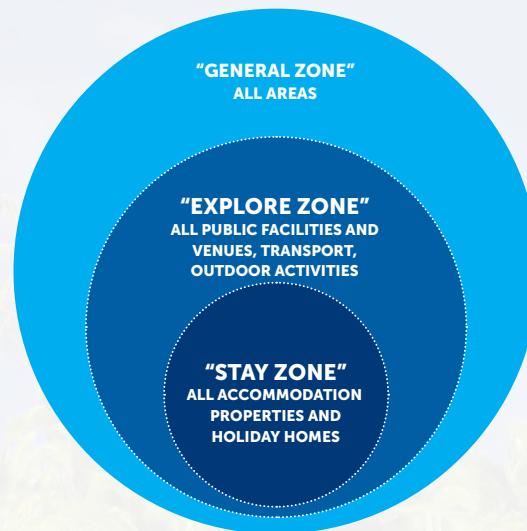 “GENERAL ZONE”
ALL AREAS
“EXPLORE ZONE”
ALL PUBLIC FACILITIES AND
VENUES, TRANSPORT,
OUTDOOR ACTIVITIES
“STAY ZONE”
ALL ACCOMMODATION
PROPERTIES AND
HOLIDAY HOMES